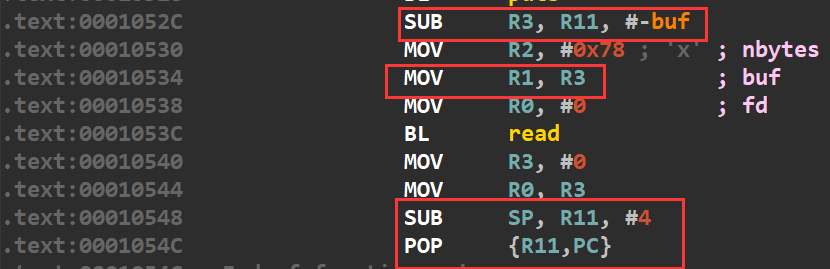 .text:0001052C SUB R3, R11, #-buf
.text:00010530 MOV R2, #0x78 ; 'x' ; nbytes
.text:00010534 MOV R1, R3 ; buf
.text:00010538 MOV R0, #0 ; fd
.text:0001053C BL read
.text:00010540 MOV R3, #0
.text:00010544 MOV R0, R3
.text:00010548 SUB SP, R11, #4
.text:0001054C POP {R11,PC}